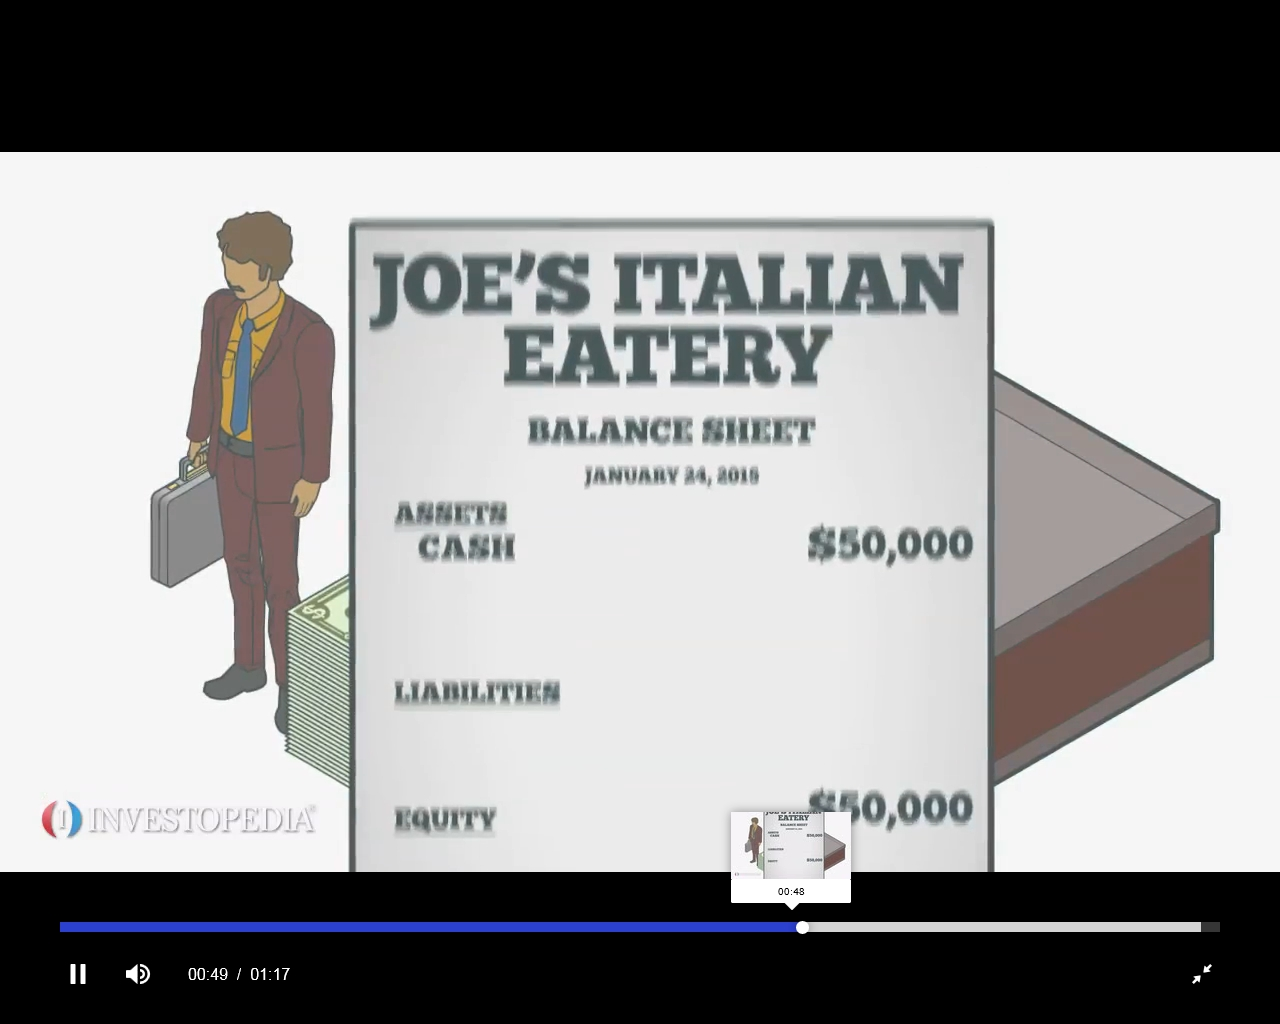 JOE'S ITALIAN
EATERY
BALANCE SHEET
JANUARY 24, 2015
ASSETS
CASH $50,000
LIABILITIES
EQUITY $50,000
INVESTOPEDIA
00:48
00:49 / 01:17